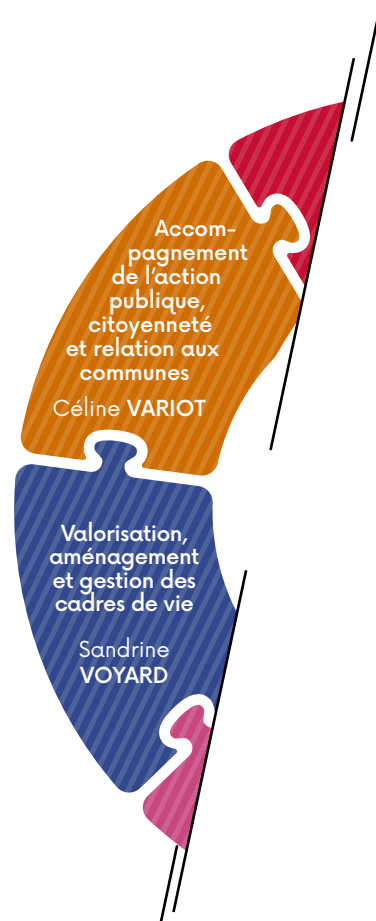 Accom-
pagnement
de l'action
publique,
citoyenneté
et relation aux
communes
Céline VARIOT
Valorisation,
aménagement
et gestion des
cadres de vie
Sandrine
VOYARD